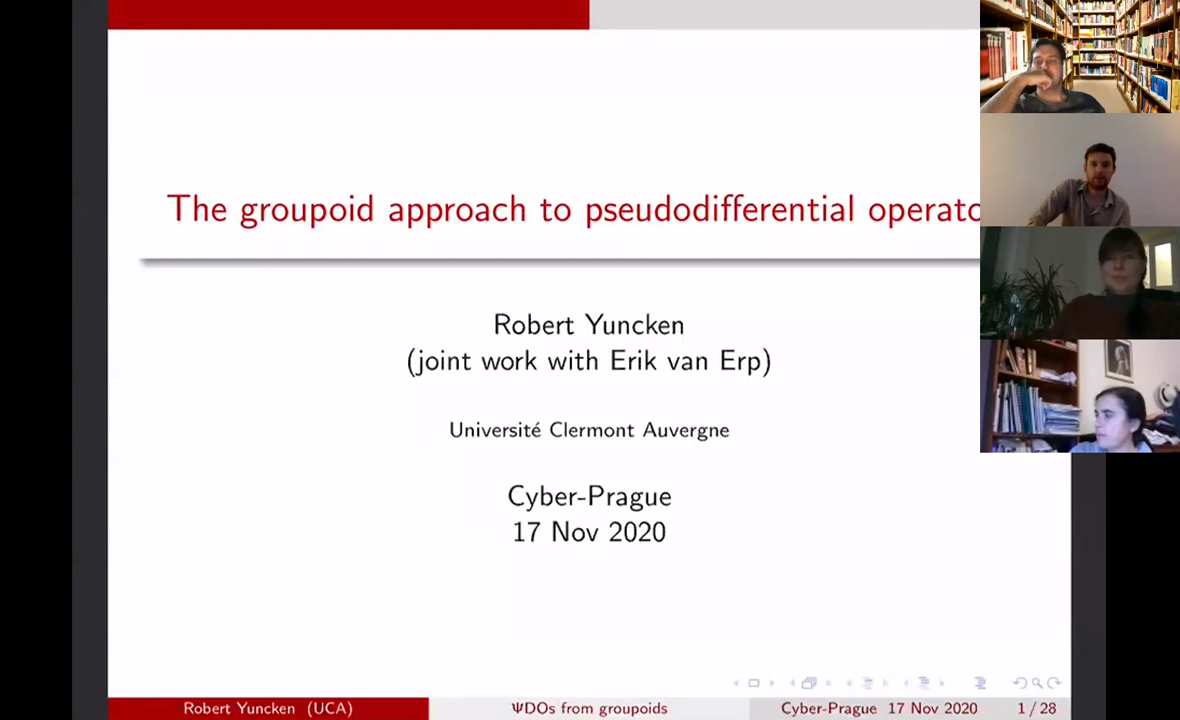 The groupoid approach to pseudodifferential operato
Robert Yuncken
(joint work with Erik van Erp)
Université Clermont Auvergne
Cyber-Prague
17 Nov 2020
Robert Yuncken (UCA) ΨDOs from groupoids Cyber-Prague 17 Nov 2020 1 / 28